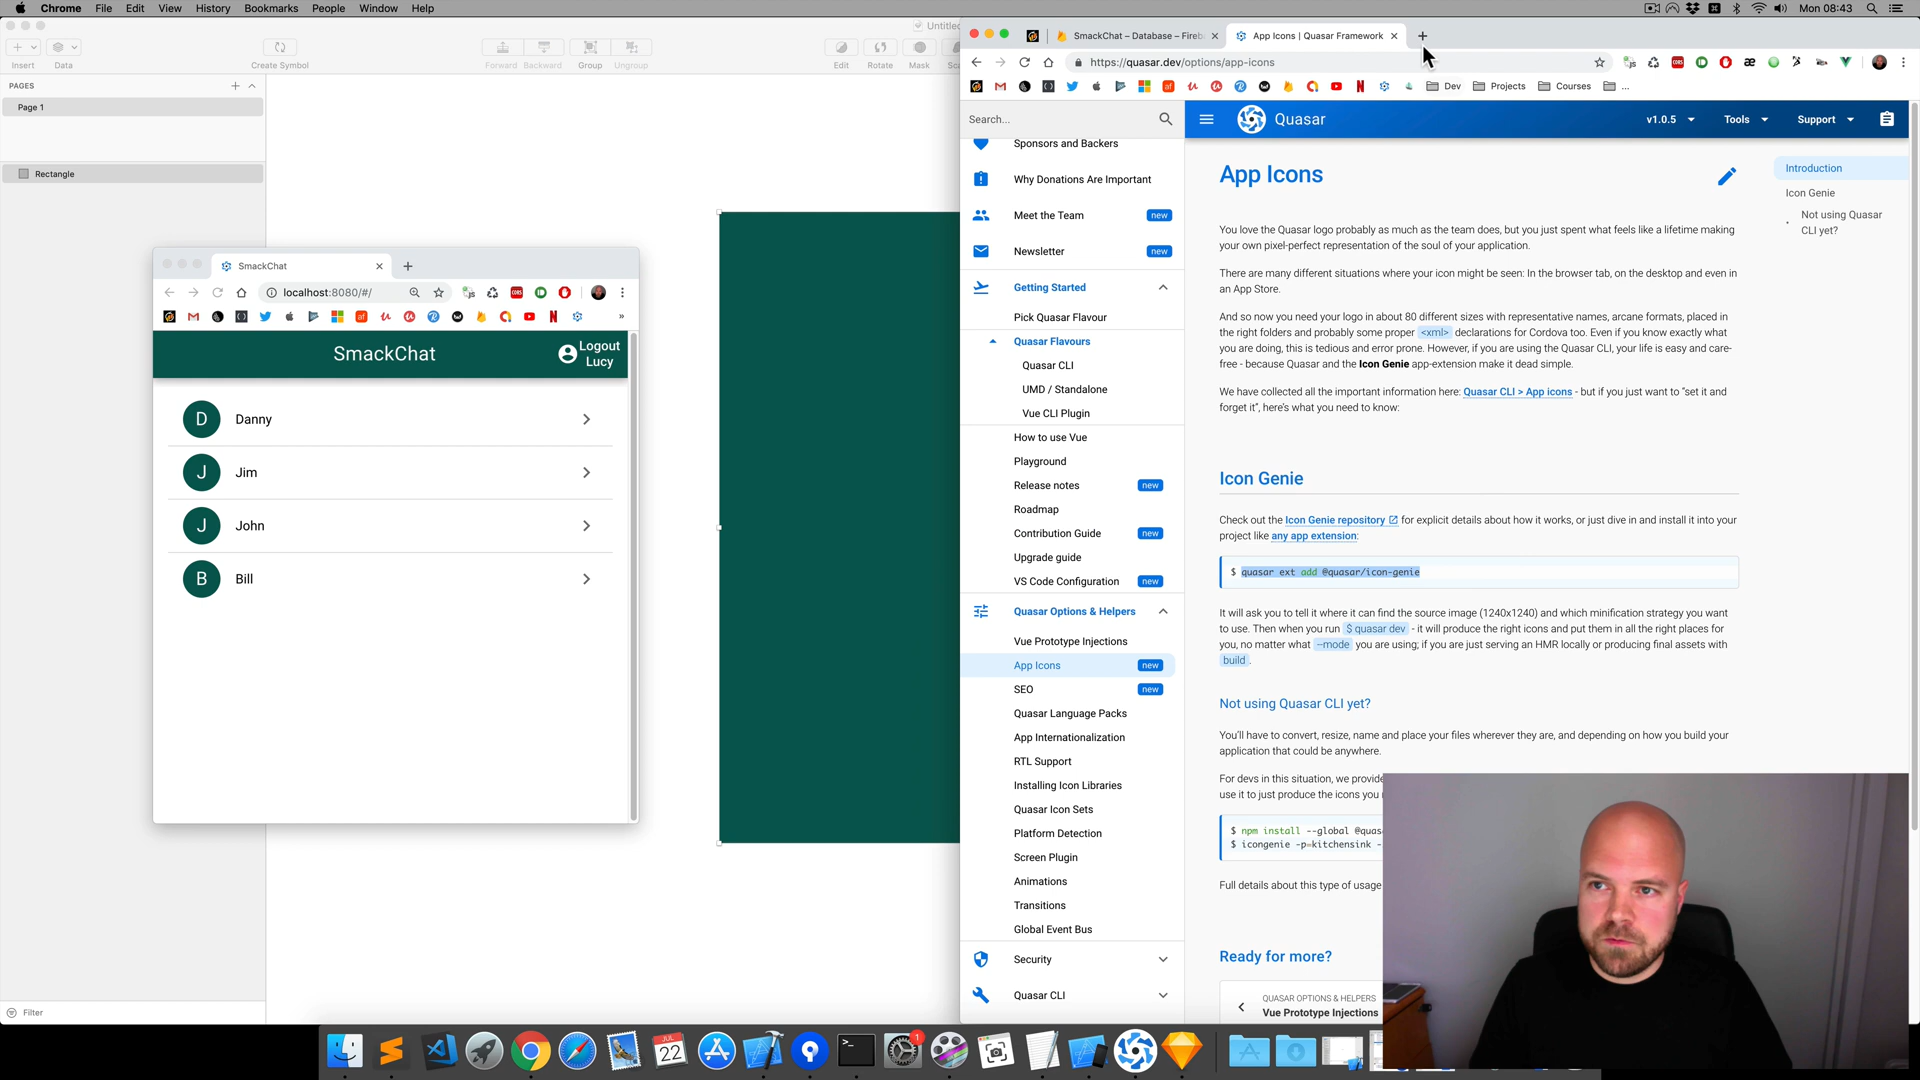 Chrome File Edit View History Bookmarks People Window Help
Mon 08:43
Insert Data Create Symbol Forward Backward Group Ungroup Edit Rotate Mask
PAGES
Page 1
Rectangle
Filter
SmackChat
localhost:8080/#/
SmackChat
Logout
Lucy
D Danny
J Jim
J John
B Bill
SmackChat – Database – Fireb
App Icons | Quasar Framework
https://quasar.dev/options/app-icons
Dev Projects Courses ...
Search...
Quasar
v1.0.5 Tools Support
Sponsors and Backers
Why Donations Are Important
Meet the Team new
Newsletter new
Getting Started
Pick Quasar Flavour
Quasar Flavours
Quasar CLI
UMD / Standalone
Vue CLI Plugin
How to use Vue
Playground
Release notes new
Roadmap
Contribution Guide new
Upgrade guide
VS Code Configuration new
Quasar Options & Helpers
Vue Prototype Injections
App Icons new
SEO new
Quasar Language Packs
App Internationalization
RTL Support
Installing Icon Libraries
Quasar Icon Sets
Platform Detection
Screen Plugin
Animations
Transitions
Global Event Bus
Security
Quasar CLI
App Icons
You love the Quasar logo probably as much as the team does, but you just spent what feels like a lifetime making
your own pixel-perfect representation of the soul of your application.
There are many different situations where your icon might be seen: In the browser tab, on the desktop and even in
an App Store.
And so now you need your logo in about 80 different sizes with representative names, arcane formats, placed in
the right folders and probably some proper <xml> declarations for Cordova too. Even if you know exactly what
you are doing, this is tedious and error prone. However, if you are using the Quasar CLI, your life is easy and care-
free - because Quasar and the Icon Genie app-extension make it dead simple.
We have collected all the important information here: Quasar CLI > App icons - but if you just want to “set it and
forget it”, here’s what you need to know:
Icon Genie
Check out the Icon Genie repository for explicit details about how it works, or just dive in and install it into your
project like any app extension:
$ quasar ext add @quasar/icon-genie
It will ask you to tell it where it can find the source image (1240x1240) and which minification strategy you want
to use. Then when you run $ quasar dev - it will produce the right icons and put them in all the right places for
you, no matter what --mode you are using; if you are just serving an HMR locally or producing final assets with
build .
Not using Quasar CLI yet?
You’ll have to convert, resize, name and place your files wherever they are, and depending on how you build your
application that could be anywhere.
For devs in this situation, we provide
use it to just produce the icons you
$ npm install --global @quas
$ icongenie -p=kitchensink -
Full details about this type of usage
Ready for more?
QUASAR OPTIONS & HELPERS
Vue Prototype Injections
Introduction
Icon Genie
Not using Quasar
CLI yet?
JUL
22
1